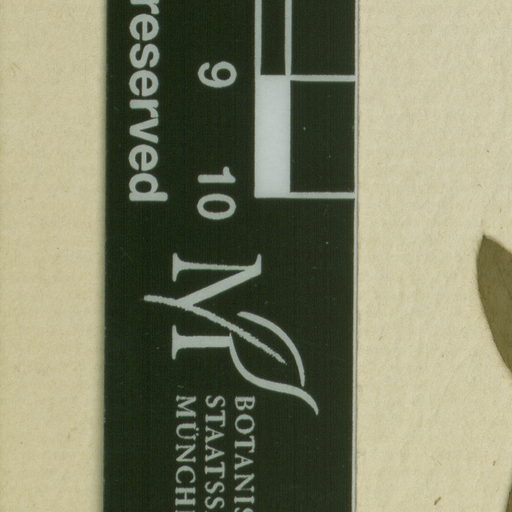 reserved
9 10
M
BOTANIS
STAATSS
MÜNCHE